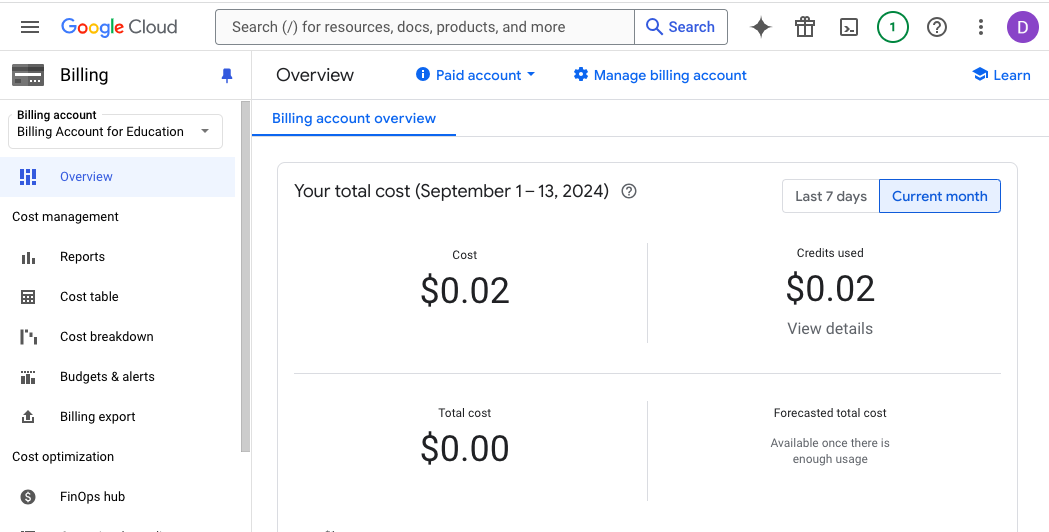 Google Cloud
Search (/) for resources, docs, products, and more
Search
1
D
Billing
Overview
Paid account
Manage billing account
Learn
Billing account
Billing Account for Education
Billing account overview
Overview
Cost management
Reports
Cost table
Cost breakdown
Budgets & alerts
Billing export
Cost optimization
FinOps hub
Your total cost (September 1 – 13, 2024)
Last 7 days
Current month
Cost
$0.02
Credits used
$0.02
View details
Total cost
$0.00
Forecasted total cost
Available once there is
enough usage